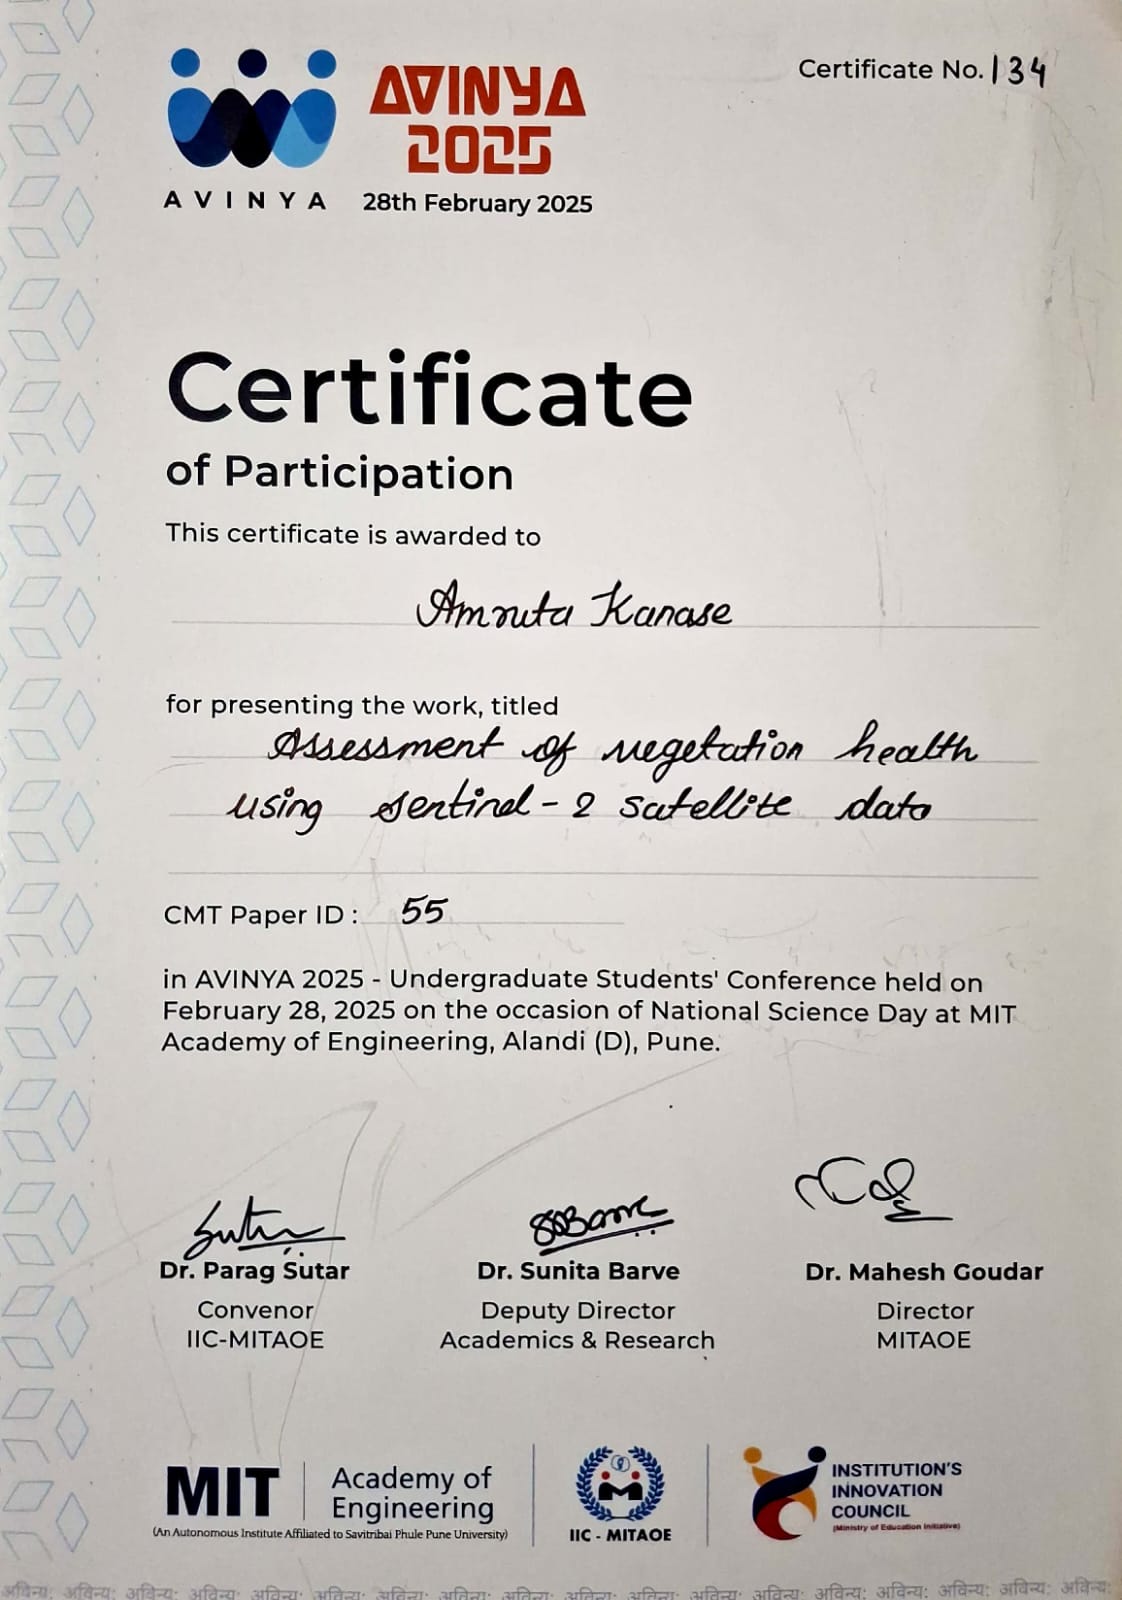 Certificate No. 134
AVINYA
2025
AVINYA
28th February 2025
Certificate
of Participation
This certificate is awarded to
Amruta Kanase
for presenting the work, titled
Assessment of vegetation health
using sentinel-2 satellite data
CMT Paper ID : 55
in AVINYA 2025 - Undergraduate Students' Conference held on
February 28, 2025 on the occasion of National Science Day at MIT
Academy of Engineering, Alandi (D), Pune.
Sutar
SBBarve
Dr. Parag Sutar
Convenor
IIC-MITAOE
Dr. Sunita Barve
Deputy Director
Academics & Research
Dr. Mahesh Goudar
Director
MITAOE
MIT
Academy of
Engineering
(An Autonomous Institute Affiliated to Savitribai Phule Pune University)
IIC - MITAOE
INSTITUTION'S
INNOVATION
COUNCIL
(Ministry of Education Initiative)
अविन्य: अविन्य: अविन्य: अविन्य: अविन्य: अविन्य: अविन्य: अविन्य: अविन्य: अविन्य: अविन्य: अविन्य: अविन्य: अविन्य: अविन्य: अविन्य: अविन्य: अविन्य: